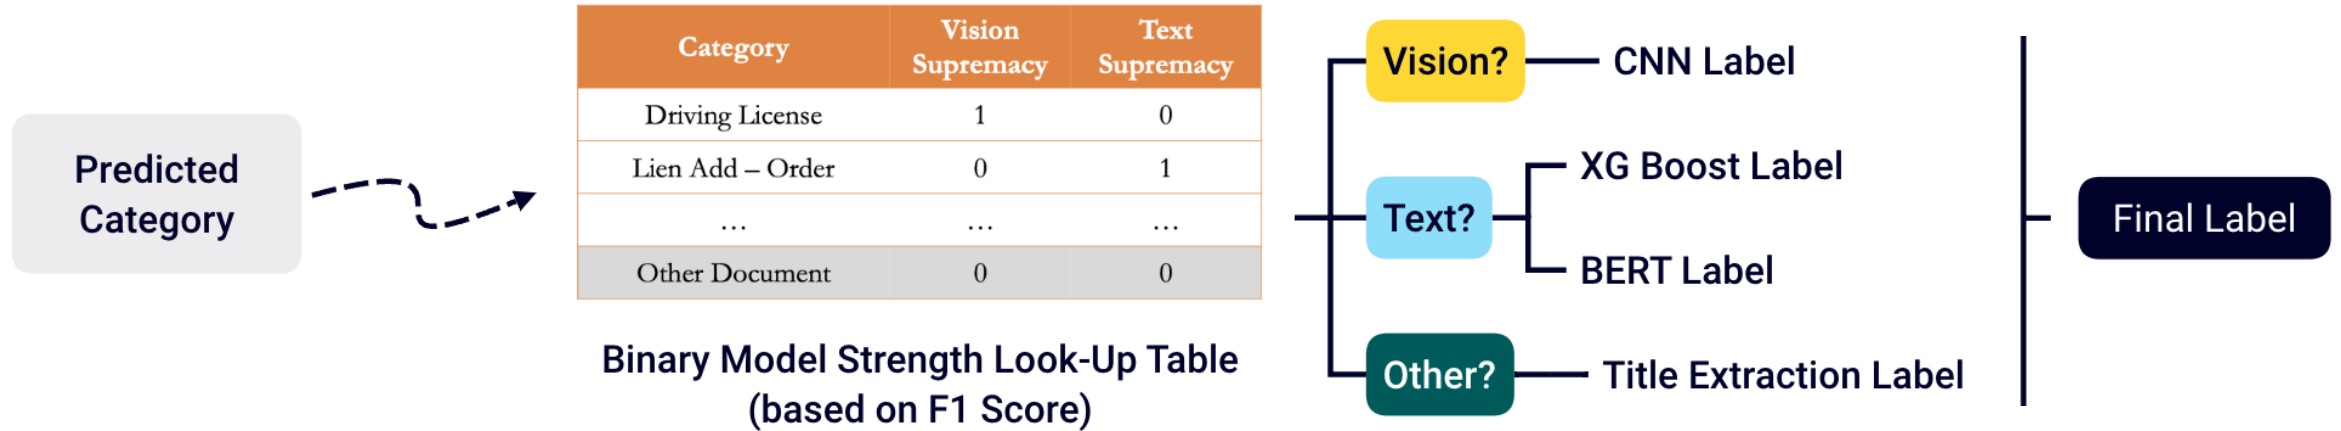 Predicted
Category
Category Vision Supremacy Text Supremacy
Driving License 1 0
Lien Add – Order 0 1
... ... ...
Other Document 0 0
Binary Model Strength Look-Up Table
(based on F1 Score)
Vision? CNN Label
Text? XG Boost Label
BERT Label
Other? Title Extraction Label
Final Label